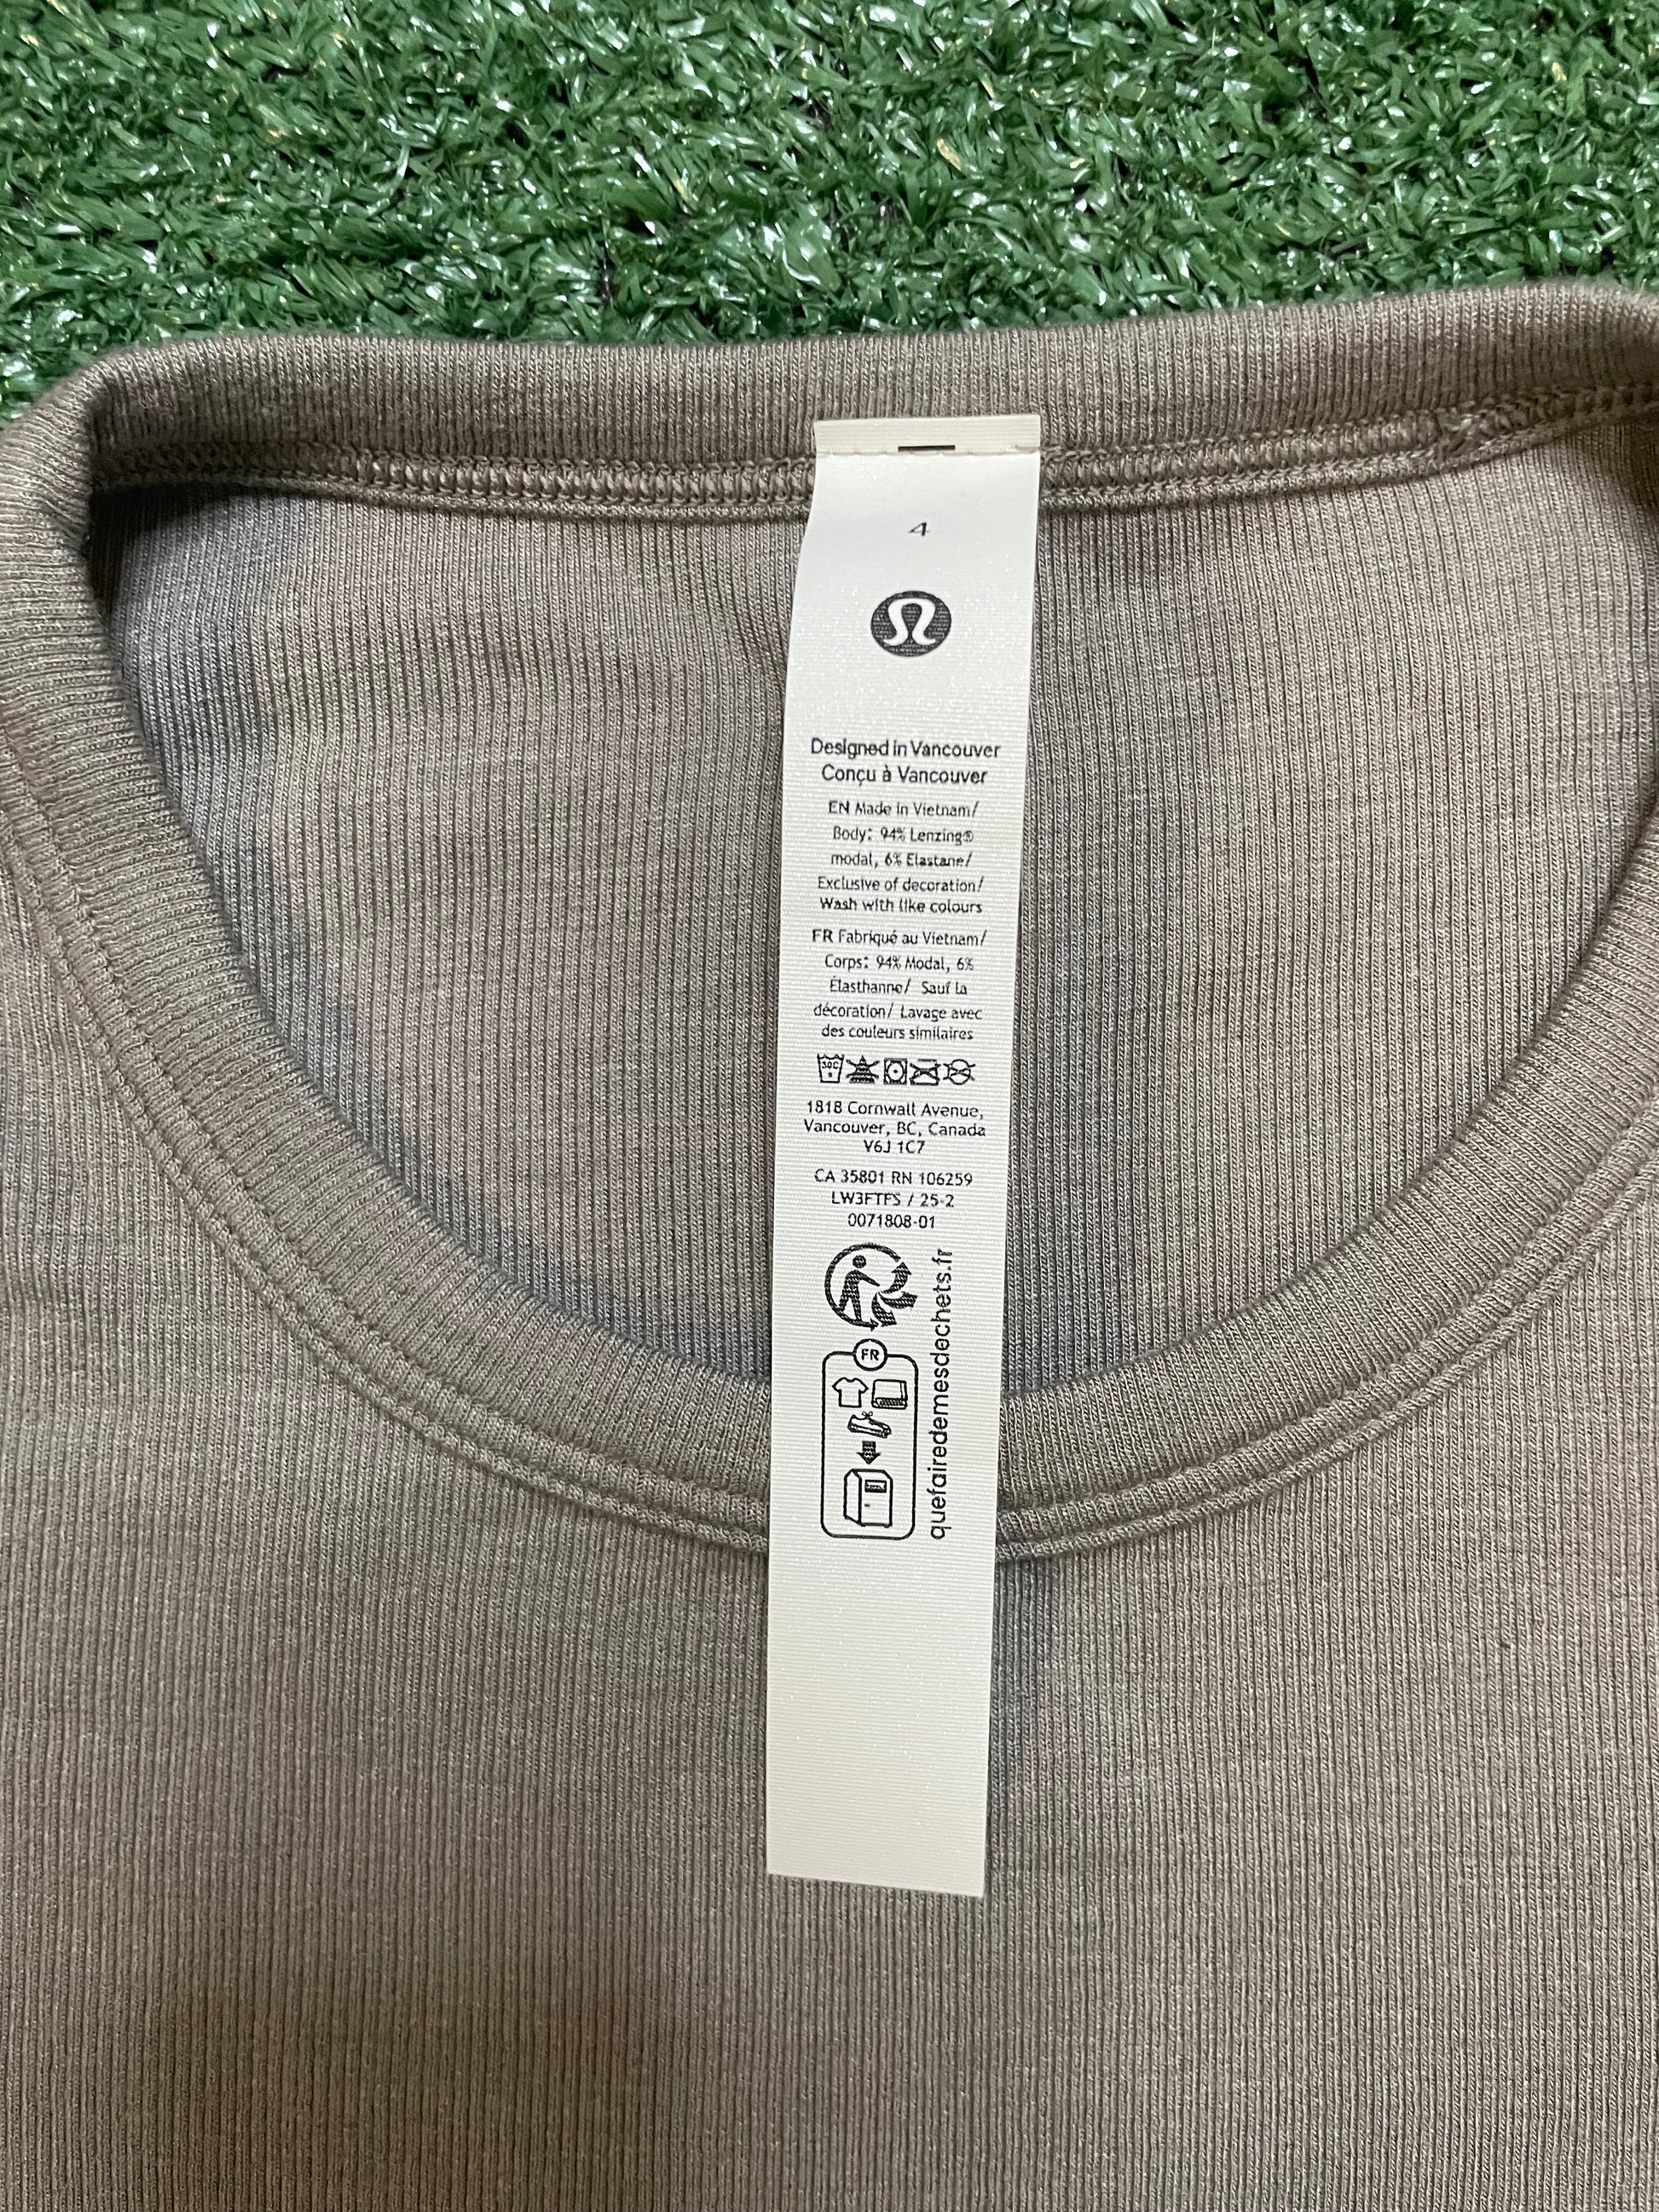 4
Designed in Vancouver
Conçu à Vancouver
EN Made in Vietnam/
Body: 94% Lenzing®
modal, 6% Elastane/
Exclusive of decoration/
Wash with like colours
FR Fabriqué au Vietnam/
Corps: 94% Modal, 6%
Élasthanne/ Sauf la
décoration/ Lavage avec
des couleurs similaires
30C
1818 Cornwall Avenue,
Vancouver, BC, Canada
V6J 1C7
CA 35801 RN 106259
LW3FTFS / 25-2
0071808-01
FR
quefairedemesdechets.fr